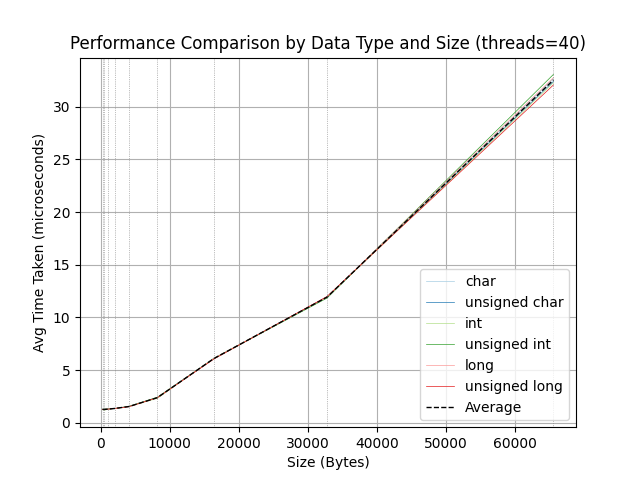 Performance Comparison by Data Type and Size (threads=40)
Avg Time Taken (microseconds)
30
25
20
15
10
5
0
char
unsigned char
int
unsigned int
long
unsigned long
Average
0 10000 20000 30000 40000 50000 60000
Size (Bytes)